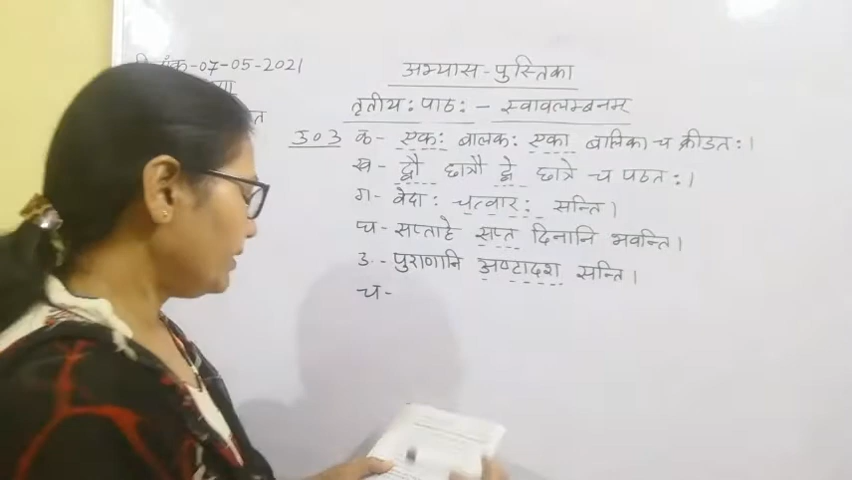 दिनांक-07-05-2021
अभ्यास-पुस्तिका
तृतीय: पाठ: - स्वावलम्बनम्
उ०३ क- एक: बालक: एका बालिका च क्रीडत:।
ख- द्वौ छात्रौ द्वे छात्रे च पठत:।
ग- वेदा: चत्वार: सन्ति।
घ- सप्ताहे सप्त दिनानि भवन्ति।
ङ- पुराणानि अष्टादश सन्ति।
च-